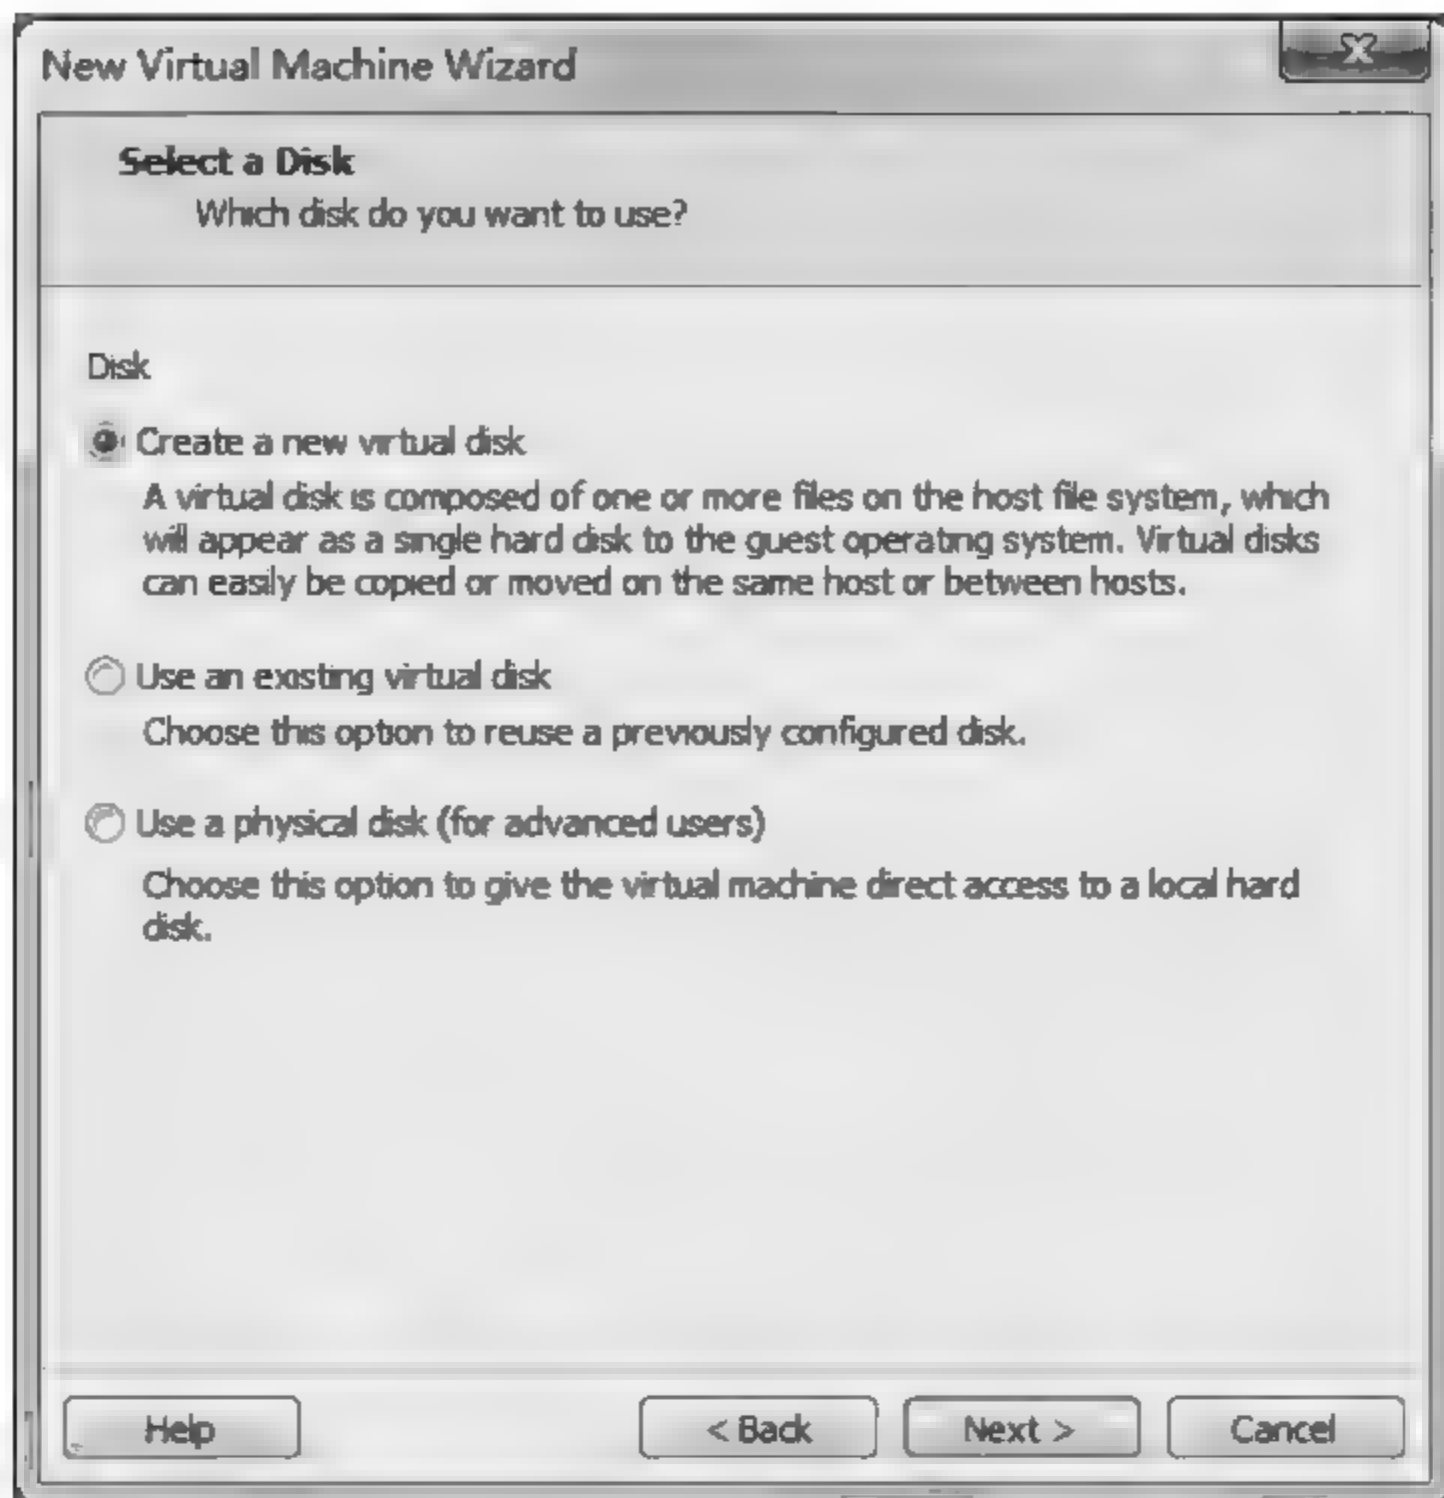 New Virtual Machine Wizard
Select a Disk
Which disk do you want to use?
Disk
Create a new virtual disk
A virtual disk is composed of one or more files on the host file system, which
will appear as a single hard disk to the guest operating system. Virtual disks
can easily be copied or moved on the same host or between hosts.
Use an existing virtual disk
Choose this option to reuse a previously configured disk.
Use a physical disk (for advanced users)
Choose this option to give the virtual machine direct access to a local hard
disk.
Help
< Back
Next >
Cancel